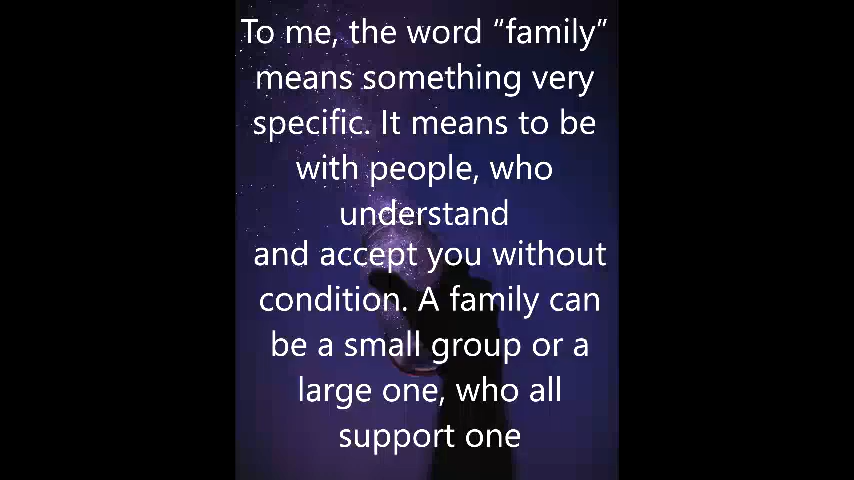 To me, the word “family”
means something very
specific. It means to be
with people, who
understand
and accept you without
condition. A family can
be a small group or a
large one, who all
support one